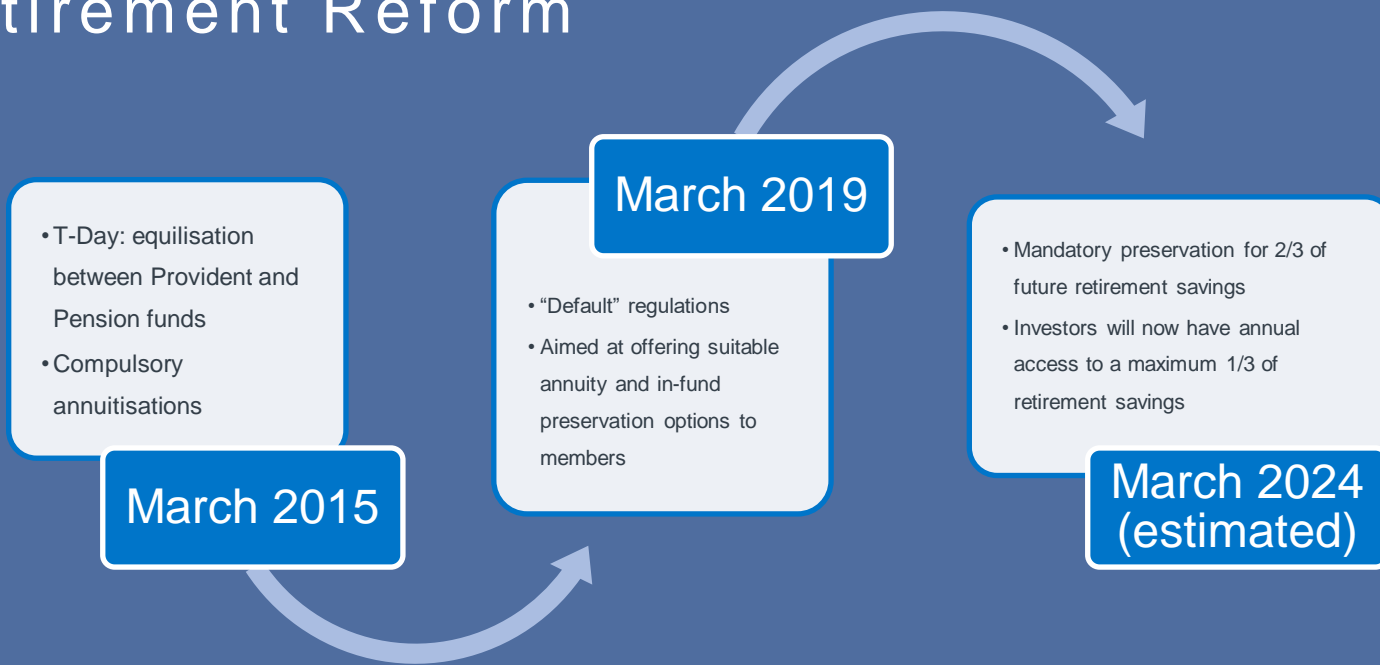 tirement Reform
• T-Day: equilisation
between Provident and
Pension funds
• Compulsory
annuitisations
March 2015
March 2019
• “Default” regulations
• Aimed at offering suitable
annuity and in-fund
preservation options to
members
• Mandatory preservation for 2/3 of
future retirement savings
• Investors will now have annual
access to a maximum 1/3 of
retirement savings
March 2024
(estimated)